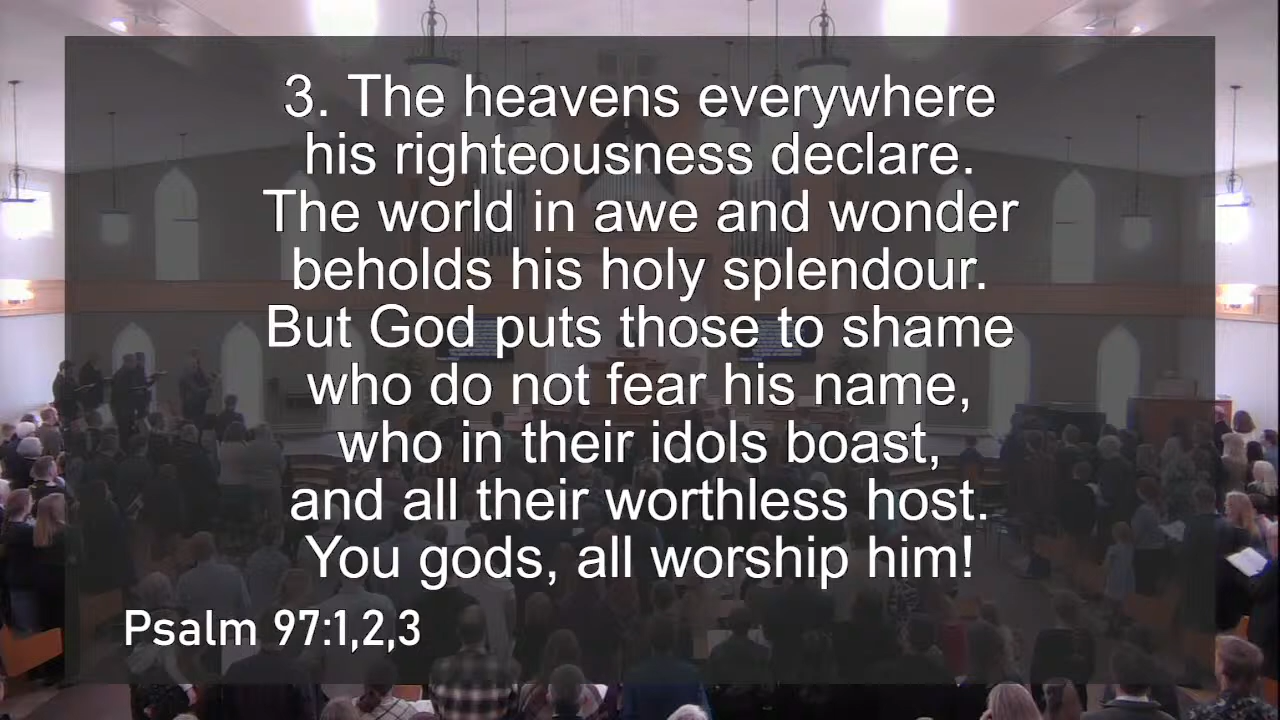 3. The heavens everywhere
his righteousness declare.
The world in awe and wonder
beholds his holy splendour.
But God puts those to shame
who do not fear his name,
who in their idols boast,
and all their worthless host.
You gods, all worship him!
Psalm 97:1,2,3